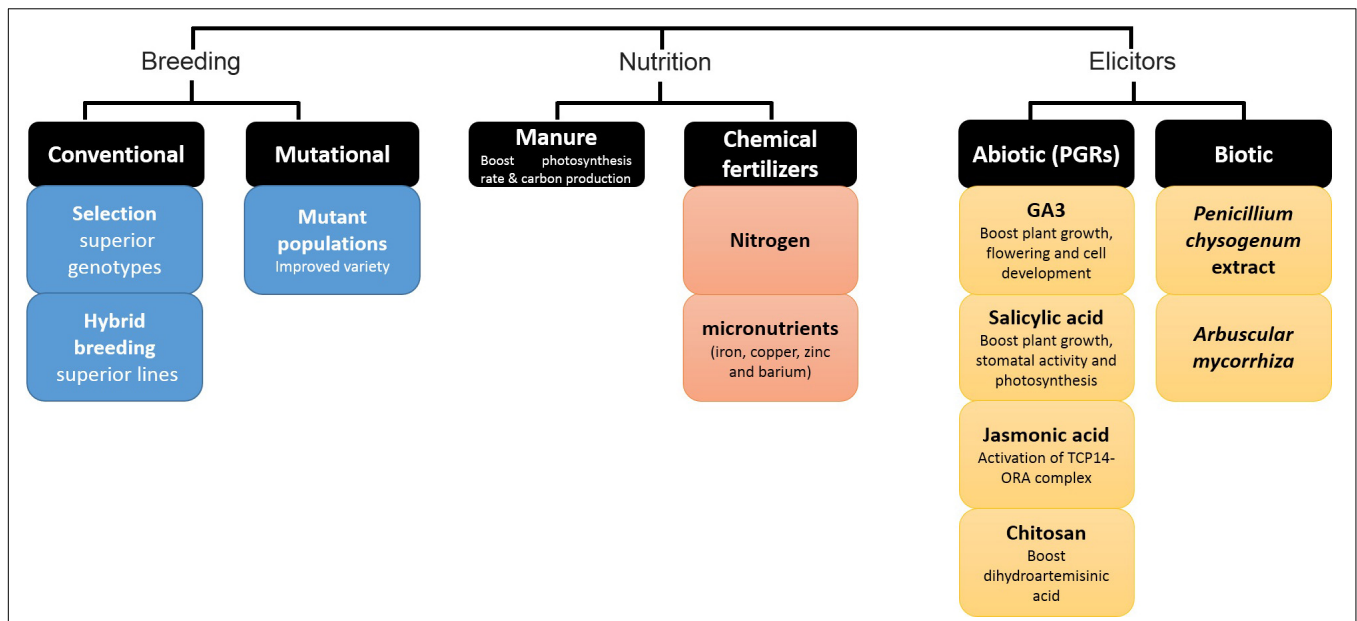 Breeding
Nutrition
Elicitors
Conventional
Selection
superior
genotypes
Hybrid
breeding
superior lines
Mutational
Mutant
populations
Improved variety
Manure
Boost photosynthesis
rate & carbon production
Chemical
fertilizers
Nitrogen
micronutrients
(iron, copper, zinc
and barium)
Abiotic (PGRs)
GA3
Boost plant growth,
flowering and cell
development
Salicylic acid
Boost plant growth,
stomatal activity and
photosynthesis
Jasmonic acid
Activation of TCP14-
ORA complex
Chitosan
Boost
dihydroartemisinic
acid
Biotic
Penicillium
chysogenum
extract
Arbuscular
mycorrhiza